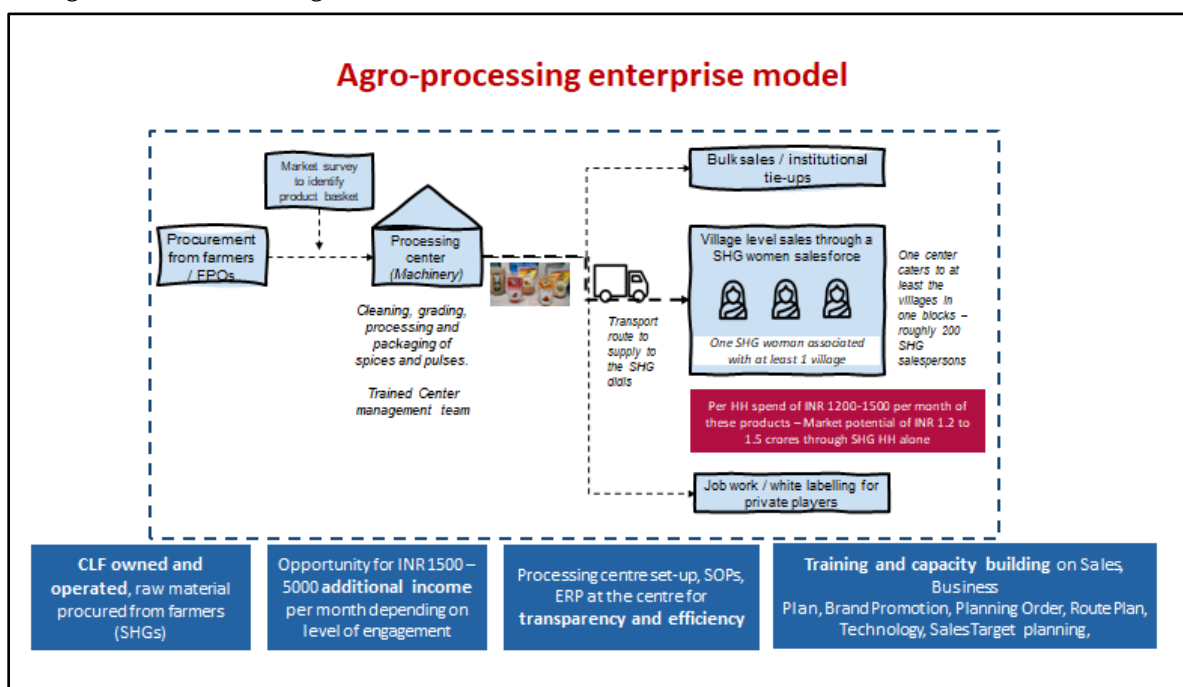 Agro-processing enterprise model
Market survey
to identify
product basket
Procurement
from farmers
/ FPOs
Processing
center
(Machinery)
Cleaning, grading,
processing and
packaging of
spices and pulses.
Trained Center
management team
Transport
route to
supply to
the SHG
didis
Bulk sales / institutional
tie-ups
Village level sales through a
SHG women salesforce
One SHG woman associated
with at least 1 village
One center
caters to at
least the
villages in
one blocks –
roughly 200
SHG
salespersons
Per HH spend of INR 1200-1500 per month of
these products – Market potential of INR 1.2 to
1.5 crores through SHG HH alone
Job work / white labelling for
private players
CLF owned and
operated, raw material
procured from farmers
(SHGs)
Opportunity for INR 1500 –
5000 additional income
per month depending on
level of engagement
Processing centre set-up, SOPs,
ERP at the centre for
transparency and efficiency
Training and capacity building on Sales,
Business
Plan, Brand Promotion, Planning Order, Route Plan,
Technology, Sales Target planning,